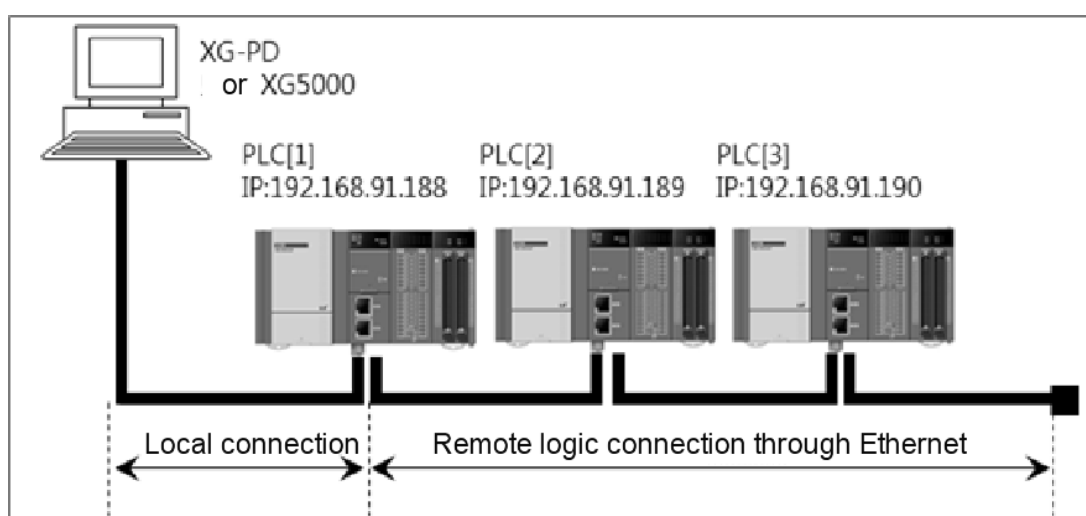 XG-PD
or XG5000
PLC[1]
IP:192.168.91.188
PLC[2]
IP:192.168.91.189
PLC[3]
IP:192.168.91.190
Local connection
Remote logic connection through Ethernet